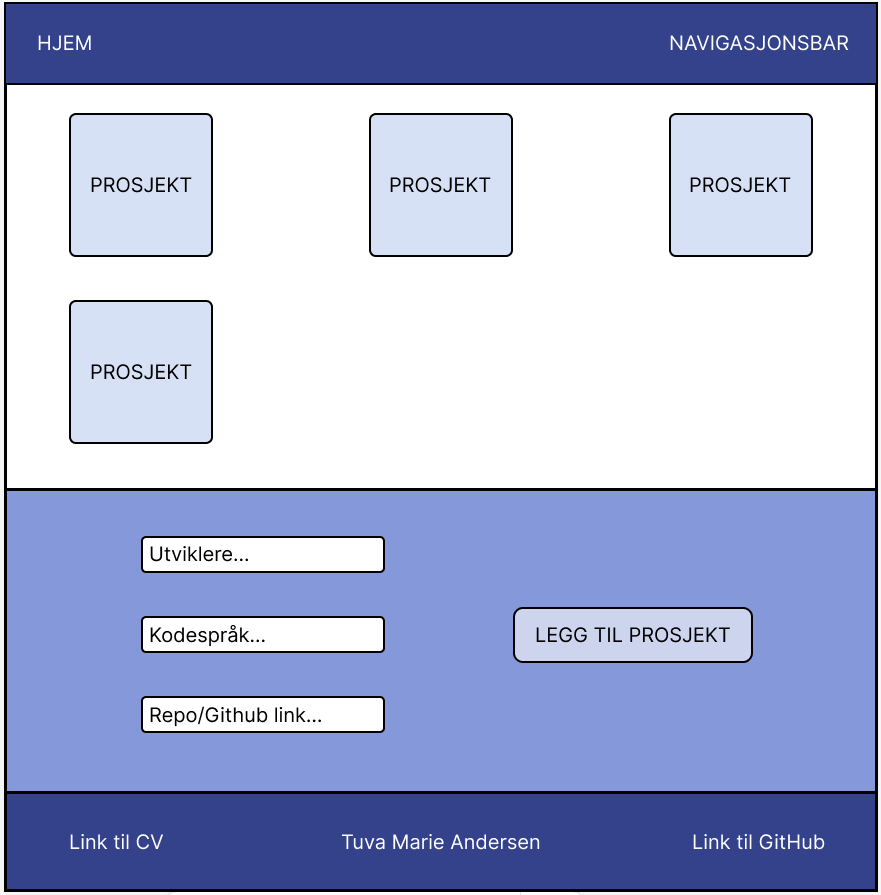 HJEM
NAVIGASJONSBAR
PROSJEKT
PROSJEKT
PROSJEKT
PROSJEKT
Utviklere...
Kodespråk...
LEGG TIL PROSJEKT
Repo/Github link...
Link til CV
Tuva Marie Andersen
Link til GitHub